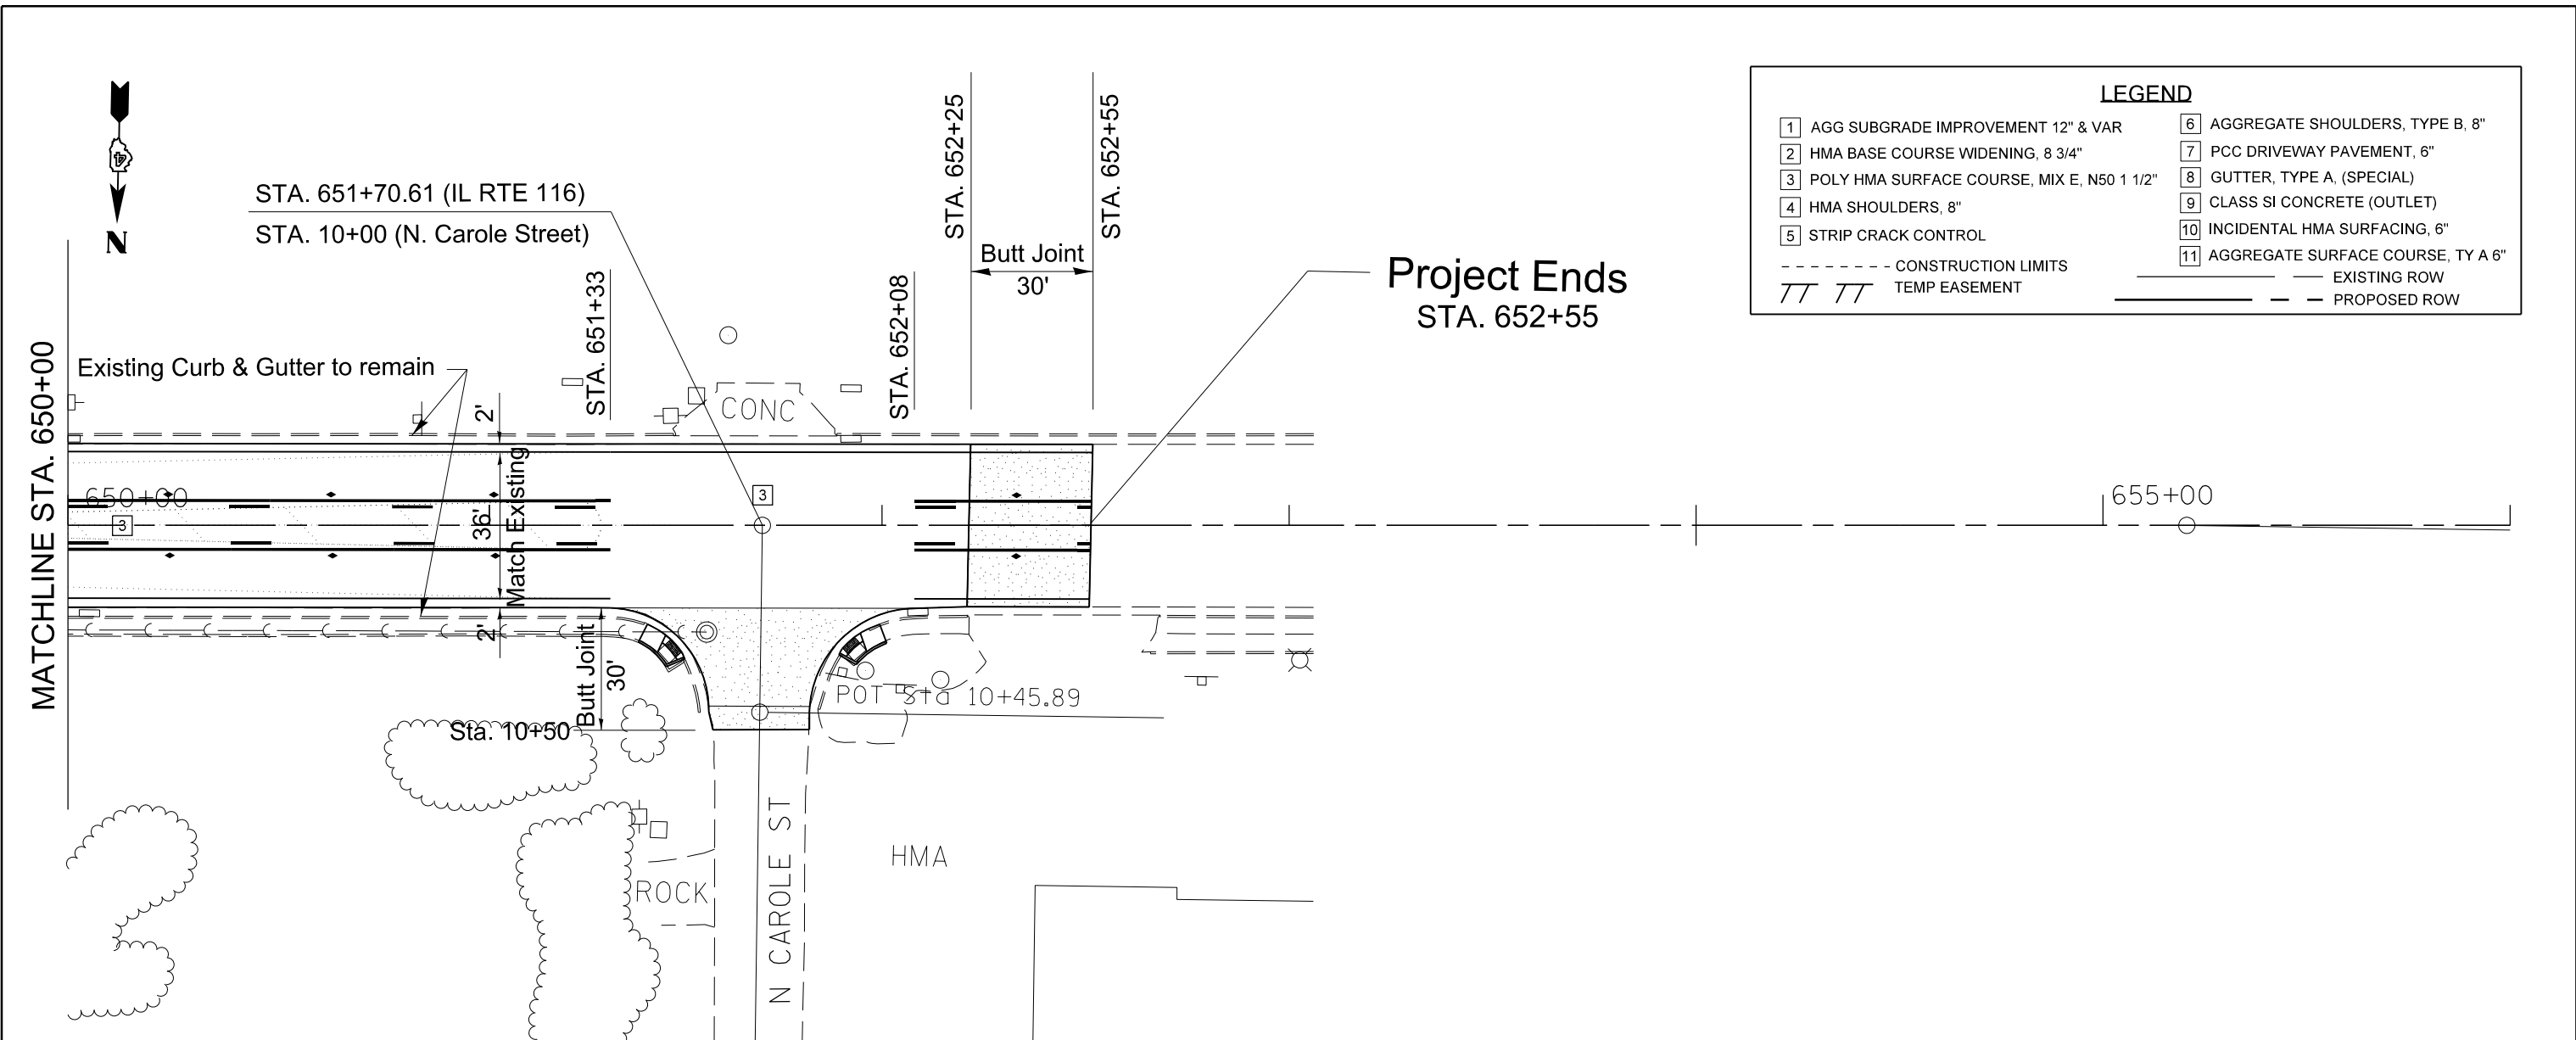 LEGEND
1 AGG SUBGRADE IMPROVEMENT 12" & VAR
2 HMA BASE COURSE WIDENING, 8 3/4"
3 POLY HMA SURFACE COURSE, MIX E, N50 1 1/2"
4 HMA SHOULDERS, 8"
5 STRIP CRACK CONTROL
CONSTRUCTION LIMITS
TEMP EASEMENT
6 AGGREGATE SHOULDERS, TYPE B, 8"
7 PCC DRIVEWAY PAVEMENT, 6"
8 GUTTER, TYPE A, (SPECIAL)
9 CLASS SI CONCRETE (OUTLET)
10 INCIDENTAL HMA SURFACING, 6"
11 AGGREGATE SURFACE COURSE, TY A 6"
EXISTING ROW
PROPOSED ROW
N
STA. 651+70.61 (IL RTE 116)
STA. 10+00 (N. Carole Street)
STA. 652+25
STA. 652+55
Butt Joint
30'
Project Ends
STA. 652+55
STA. 651+33
STA. 652+08
MATCHLINE STA. 650+00
Existing Curb & Gutter to remain
2'
CONC
650+00
3
36'
Match Existing
3
655+00
2'
Butt Joint
30'
POT Sta 10+45.89
Sta. 10+50
N CAROLE ST
HMA
ROCK